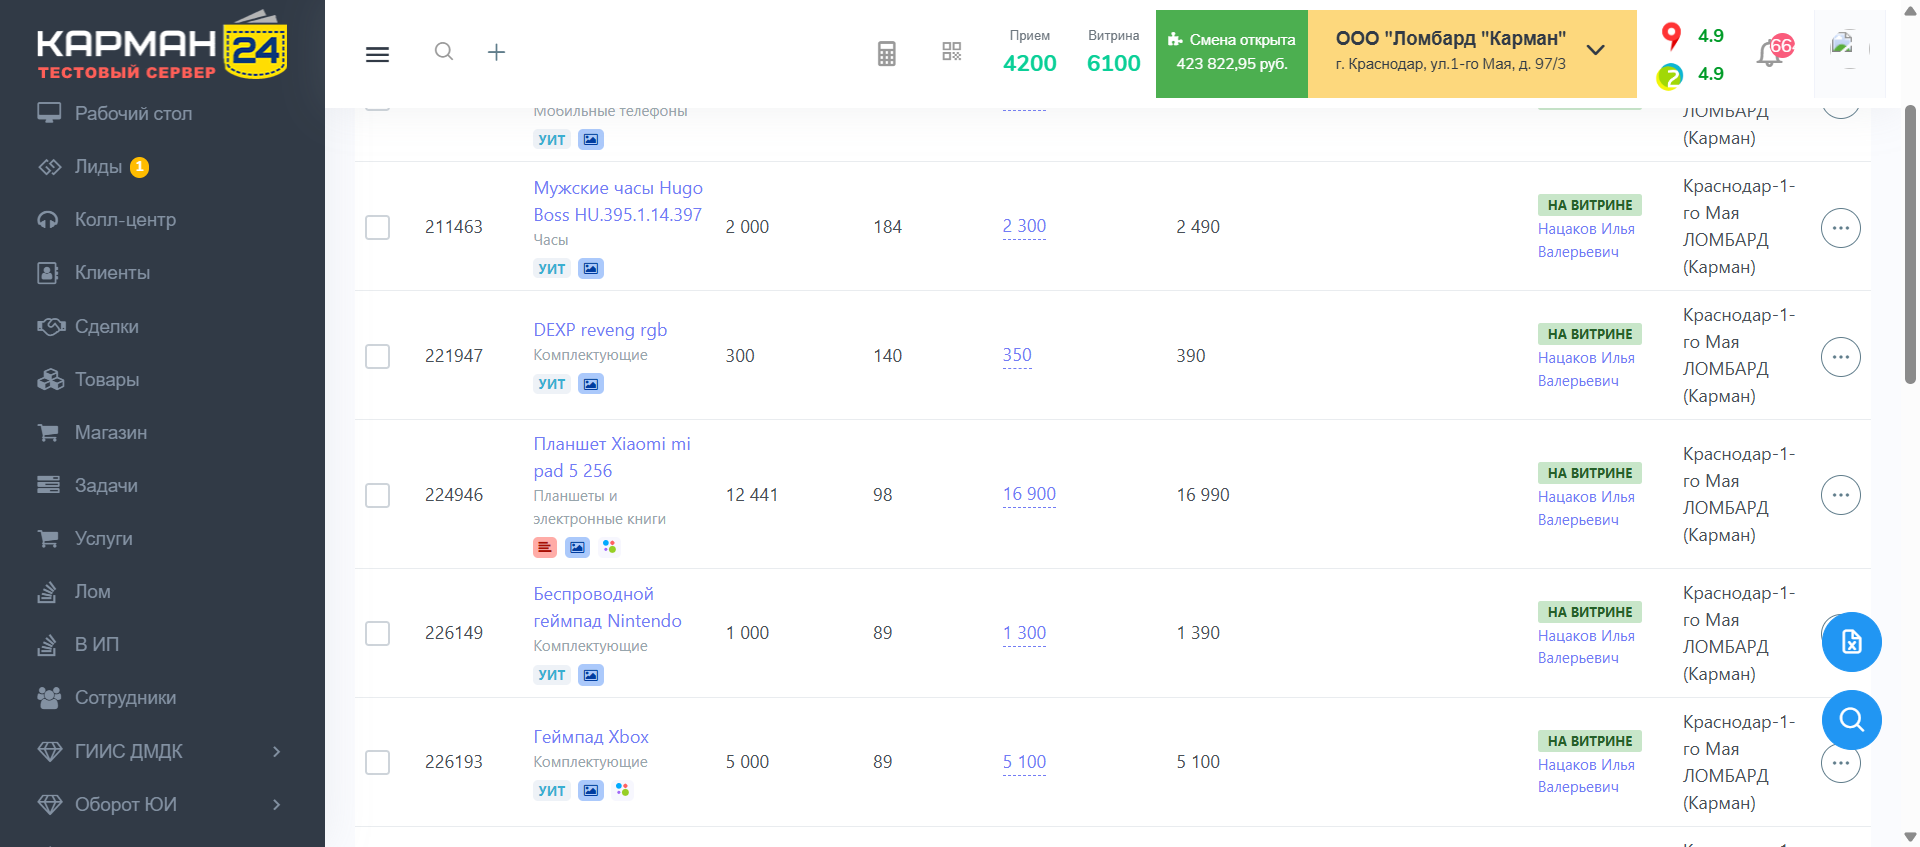 КАРМАН 24
ТЕСТОВЫЙ СЕРВЕР
Рабочий стол
Лиды 1
Колл-центр
Клиенты
Сделки
Товары
Магазин
Задачи
Услуги
Лом
В ИП
Сотрудники
ГИИС ДМДК
Оборот ЮИ
Прием
4200
Витрина
6100
Смена открыта
423 822,95 руб.
ООО "Ломбард "Карман"
г. Краснодар, ул.1-го Мая, д. 97/3
4.9
4.9
66
Мобильные телефоны
УИТ
ЛОМБАРД
(Карман)
211463
Мужские часы Hugo
Boss HU.395.1.14.397
Часы
УИТ
2 000
184
2 300
2 490
НА ВИТРИНЕ
Нацаков Илья
Валерьевич
Краснодар-1-
го Мая
ЛОМБАРД
(Карман)
221947
DEXP reveng rgb
Комплектующие
УИТ
300
140
350
390
НА ВИТРИНЕ
Нацаков Илья
Валерьевич
Краснодар-1-
го Мая
ЛОМБАРД
(Карман)
224946
Планшет Xiaomi mi
pad 5 256
Планшеты и
электронные книги
12 441
98
16 900
16 990
НА ВИТРИНЕ
Нацаков Илья
Валерьевич
Краснодар-1-
го Мая
ЛОМБАРД
(Карман)
226149
Беспроводной
геймпад Nintendo
Комплектующие
УИТ
1 000
89
1 300
1 390
НА ВИТРИНЕ
Нацаков Илья
Валерьевич
Краснодар-1-
го Мая
ЛОМБАРД
(Карман)
226193
Геймпад Xbox
Комплектующие
УИТ
5 000
89
5 100
5 100
НА ВИТРИНЕ
Нацаков Илья
Валерьевич
Краснодар-1-
го Мая
ЛОМБАРД
(Карман)